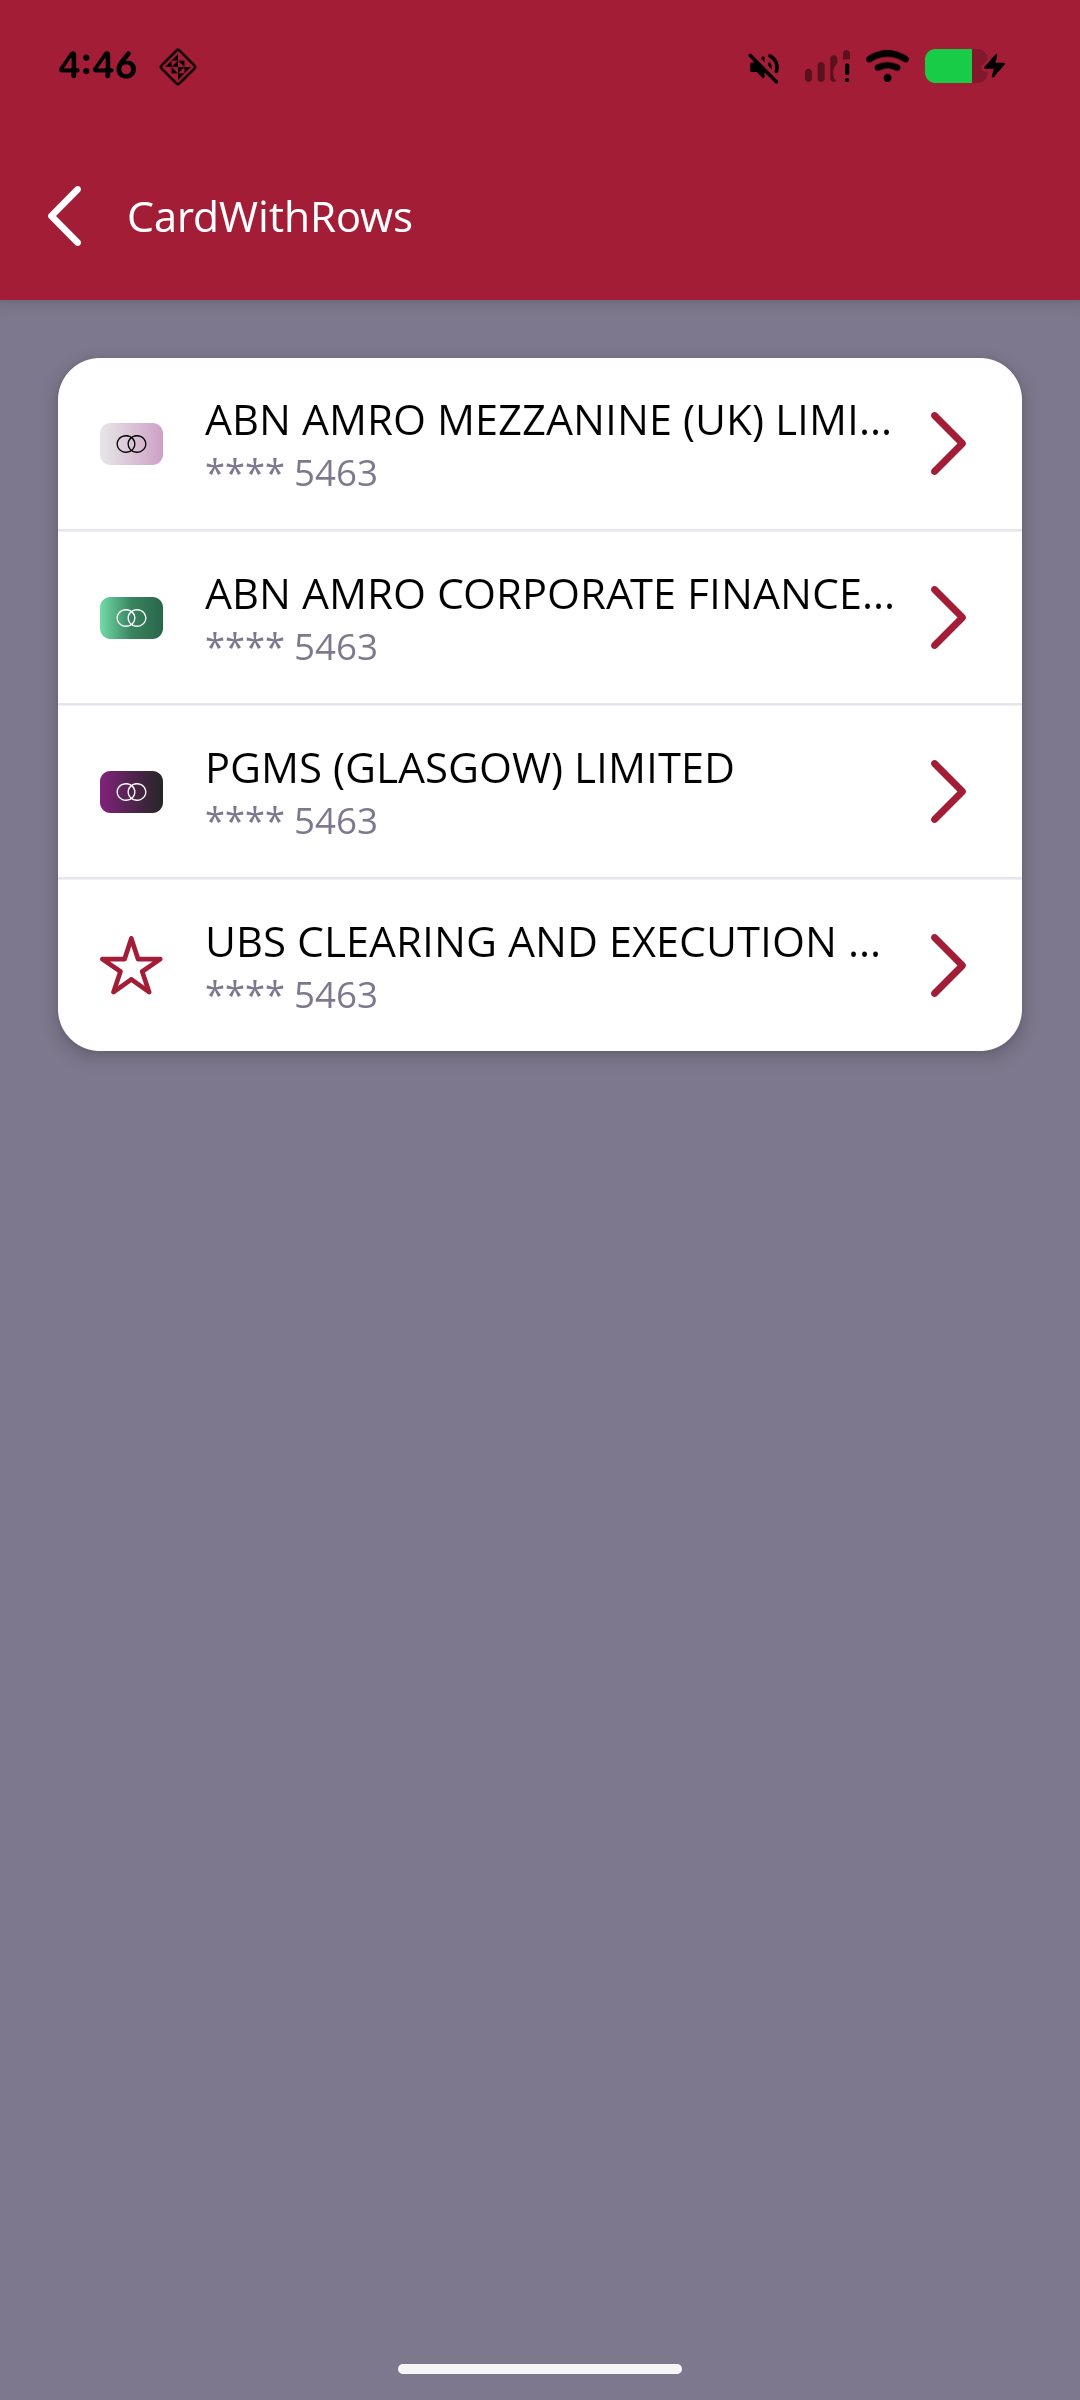 4:46
CardWithRows
ABN AMRO MEZZANINE (UK) LIMI...
**** 5463
ABN AMRO CORPORATE FINANCE...
**** 5463
PGMS (GLASGOW) LIMITED
**** 5463
UBS CLEARING AND EXECUTION ...
**** 5463